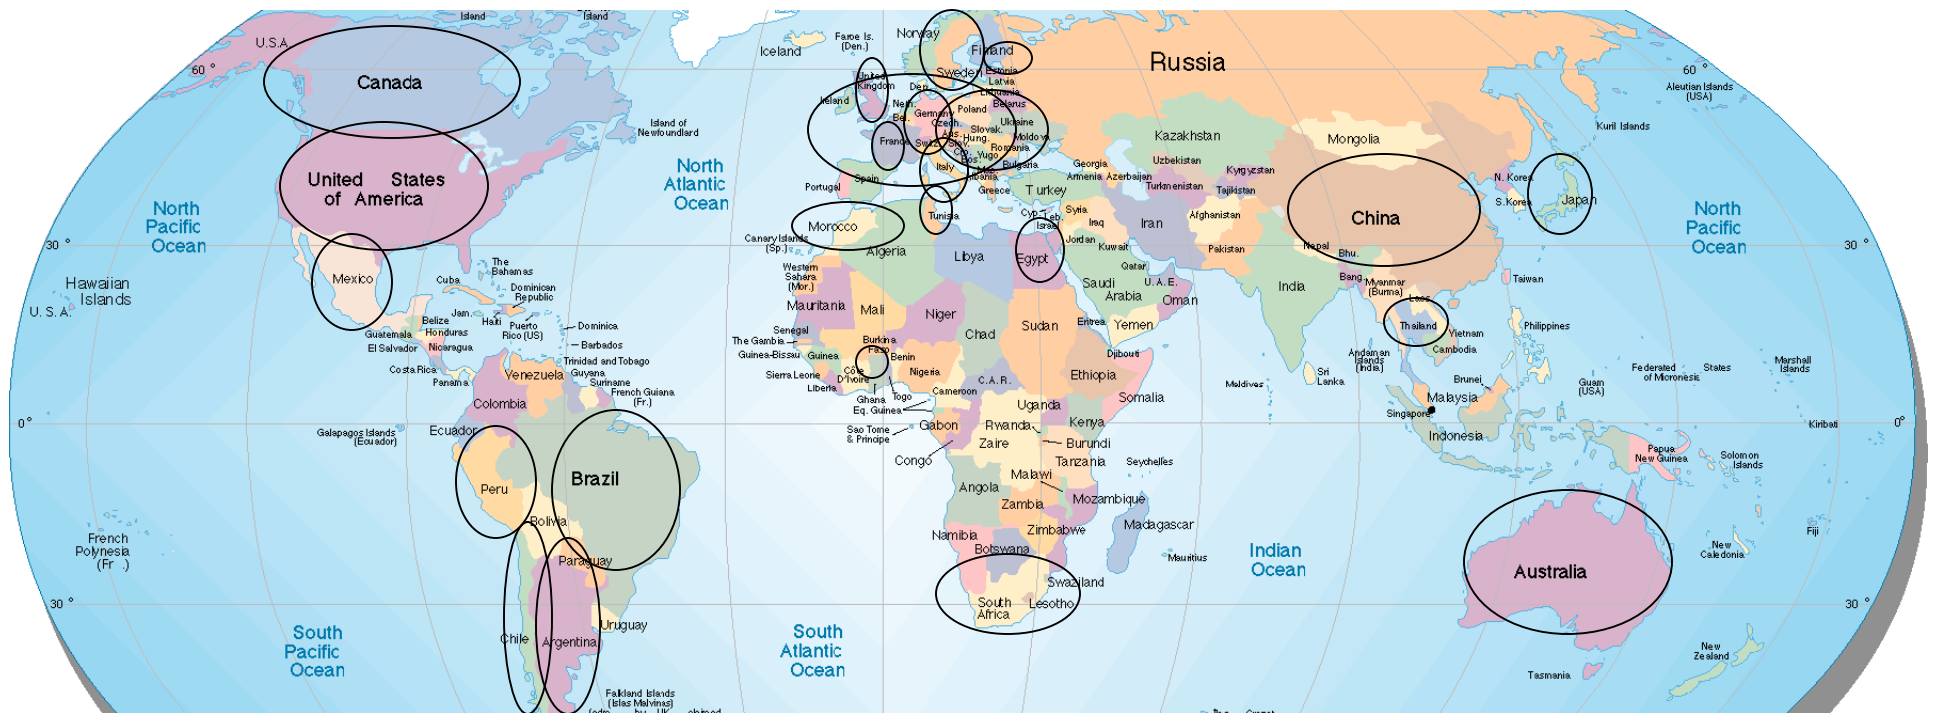 Island
Island
U.S.A.
60 °
Canada
Island of
Newfoundland
United States
of America
North
Pacific
Ocean
30 °
Hawaiian
Islands
U. S. A.
Mexico
Cuba
The
Bahamas
Dominican
Republic
Jam.
Haiti
Puerto
Rico (US)
Belize
Honduras
Guatemala
El Salvador
Nicaragua
Costa Rica
Panama
Dominica
Barbados
Trinidad and Tobago
Guyana
Suriname
French Guiana
(Fr.)
Venezuela
Colombia
0 °
Galapagos Islands
(Ecuador)
Ecuador
Peru
Brazil
Bolivia
Paraguay
Chile
Argentina
Uruguay
French
Polynesia
(Fr .)
30 °
South
Pacific
Ocean
Falkland Islands
(Islas Malvinas)
(adm by UK claimed
North
Atlantic
Ocean
South
Atlantic
Ocean
Iceland
Faroe Is.
(Den.)
Norway
Sweden
Finland
Estonia
Latvia
Lithuania
Belarus
United
Kingdom
Ireland
Den.
Neth.
Bel.
Germany
Poland
Czech.
Slovak.
Ukraine
Moldova
France
Switz.
Aus.
Hung.
Slov.
Cro.
Bos.
Yugo
Romania
Bulgaria
Mac.
Albania
Italy
Greece
Spain
Portugal
Turkey
Georgia
Armenia Azerbaijan
Cyp.
Leb.
Israel
Syria
Iraq
Jordan
Kuwait
Iran
Qatar
U. A. E.
Saudi
Arabia
Oman
Yemen
Morocco
Canary Islands
(Sp.)
Algeria
Tunisia
Libya
Egypt
Western
Sahara
(Mor.)
Mauritania
Mali
Niger
Chad
Sudan
Eritrea
Djibouti
Ethiopia
Somalia
Senegal
The Gambia
Guinea-Bissau
Guinea
Sierra Leone
Liberia
Côte
D'Ivoire
Burkina
Faso
Ghana
Togo
Benin
Nigeria
Cameroon
C.A.R.
Eq. Guinea
Sao Tome
& Principe
Gabon
Congo
Zaire
Uganda
Rwanda
Burundi
Kenya
Tanzania
Seychelles
Angola
Malawi
Zambia
Mozambique
Zimbabwe
Namibia
Botswana
Madagascar
Mauritius
South
Africa
Swaziland
Lesotho
Russia
Kazakhstan
Uzbekistan
Turkmenistan
Kyrgyzstan
Tajikistan
Afghanistan
Pakistan
Mongolia
China
Nepal
Bhu.
Bang.
India
Myanmar
(Burma)
Laos
Thailand
Vietnam
Cambodia
Andaman
Islands
(India)
Sri
Lanka
Maldives
N. Korea
S.Korea
Japan
Taiwan
Philippines
Brunei
Malaysia
Singapore
Indonesia
Papua
New Guinea
Solomon
Islands
Guam
(USA)
Federated States
of Micronesia
Marshall
Islands
Kiribati
Aleutian Islands
(USA)
Kuril Islands
60 °
North
Pacific
Ocean
30 °
0°
Indian
Ocean
Australia
New
Caledonia
Fiji
30 °
New
Zealand
Tasmania